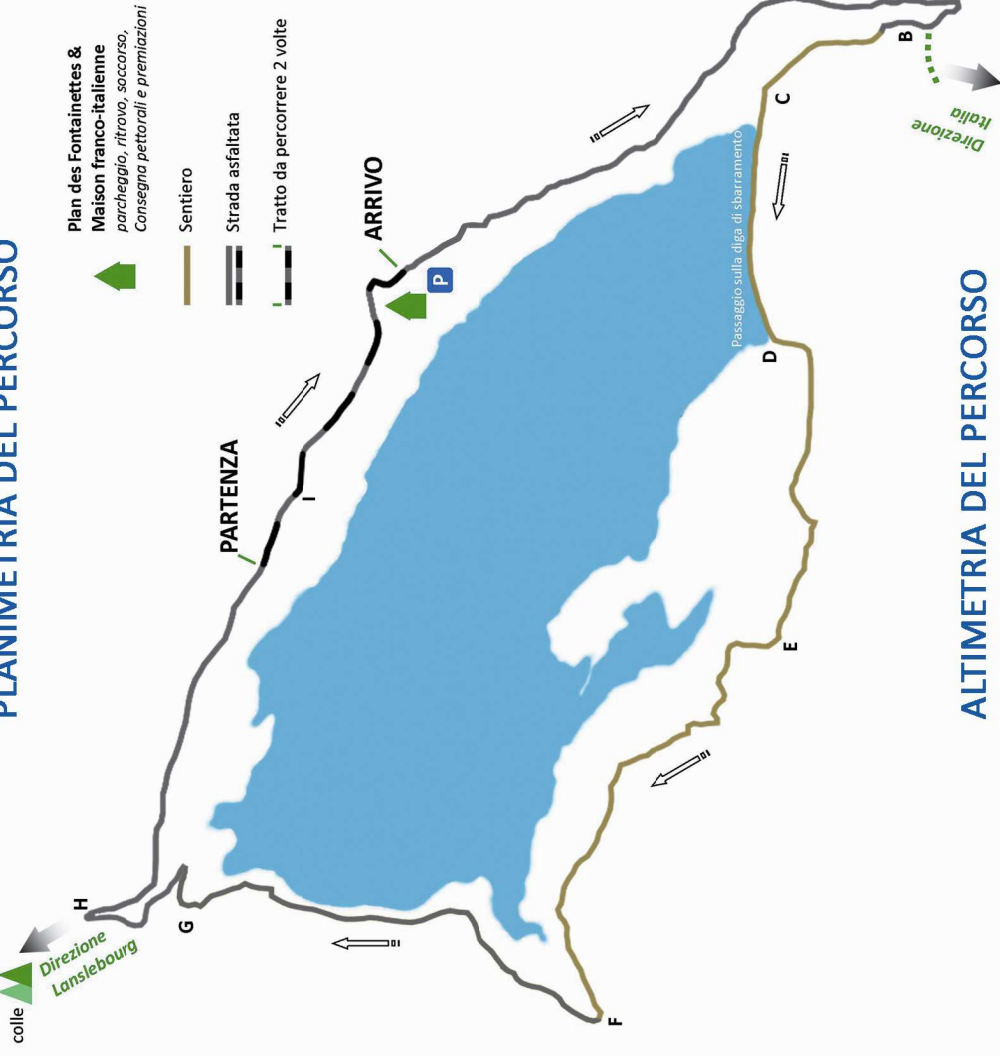 PLANIMETRIA DEL PERCORSO
Plan des Fontainettes &
Maison franco-italienne
parcheggio, ritrovo, soccorso,
Consegna pettorali e premiazioni
Sentiero
Strada asfaltata
Tratto da percorrere 2 volte
ARRIVO
P
PARTENZA
I
H
G
colle
Direzione
Lanslebourg
F
E
D
Passaggio sulla diga di sbarramento
C
B
Direzione
Italia
ALTIMETRIA DEL PERCORSO